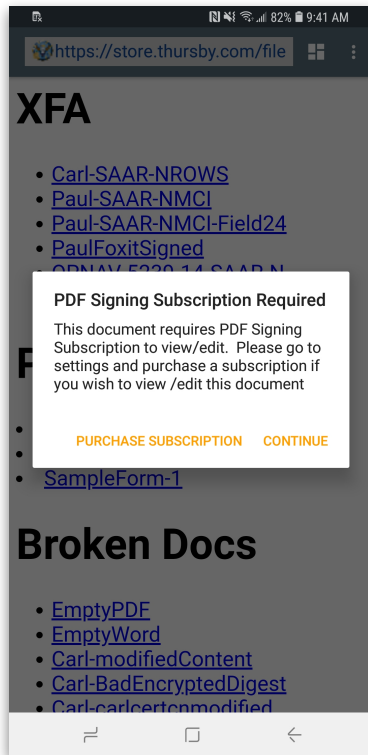 82% 9:41 AM
https://store.thursby.com/file
XFA
Carl-SAAR-NROWS
Paul-SAAR-NMCI
Paul-SAAR-NMCI-Field24
PaulFoxitSigned
PDF Signing Subscription Required
This document requires PDF Signing
Subscription to view/edit. Please go to
settings and purchase a subscription if
you wish to view /edit this document
PURCHASE SUBSCRIPTION CONTINUE
SampleForm-1
Broken Docs
EmptyPDF
EmptyWord
Carl-modifiedContent
Carl-BadEncryptedDigest
Carl-carlcertcnmodified